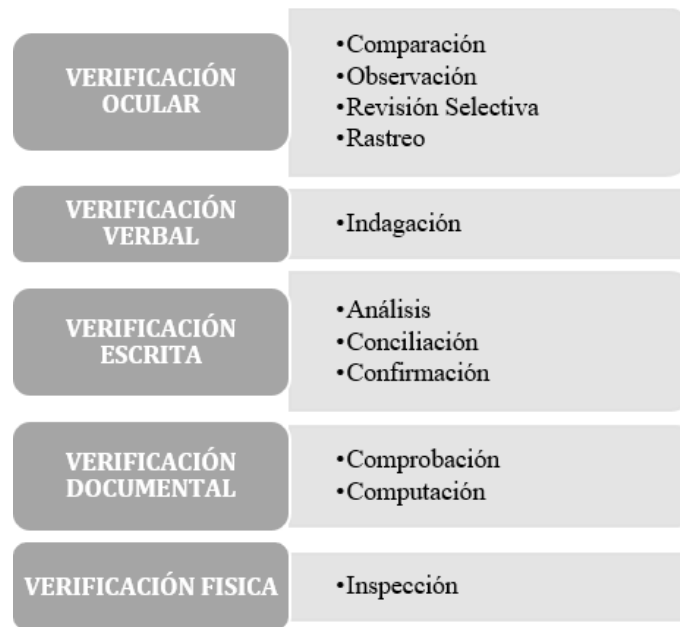 VERIFICACIÓN
OCULAR
•Comparación
•Observación
•Revisión Selectiva
•Rastreo
VERIFICACIÓN
VERBAL
•Indagación
VERIFICACIÓN
ESCRITA
•Análisis
•Conciliación
•Confirmación
VERIFICACIÓN
DOCUMENTAL
•Comprobación
•Computación
VERIFICACIÓN FISICA
•Inspección